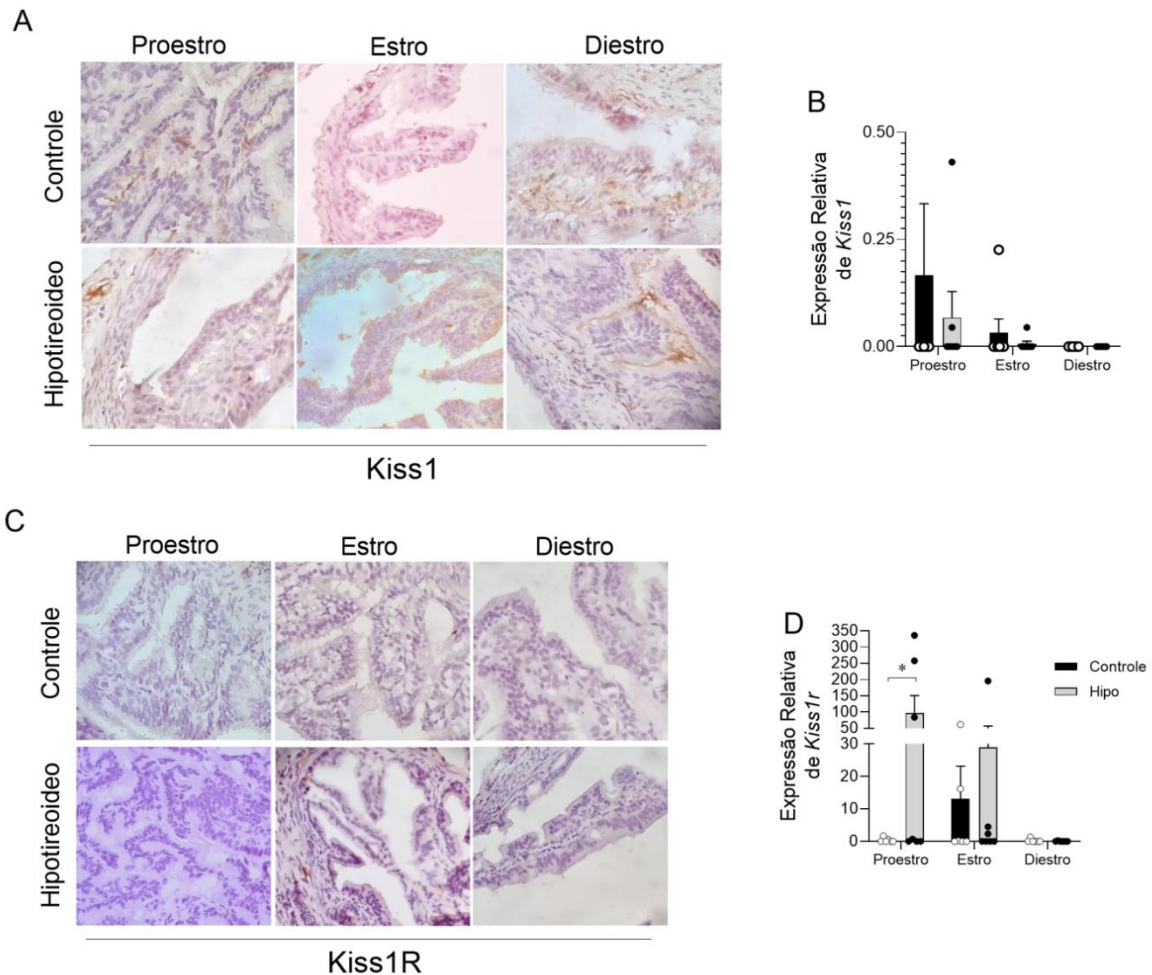 A
Proestro Estro Diestro
Controle
Hipotireoideo
Kiss1
B
Expressão Relativa
de Kiss1
0.50
0.25
0.00
Proestro Estro Diestro
C
Proestro Estro Diestro
Controle
Hipotireoideo
Kiss1R
D
Expressão Relativa
de Kiss1r
350
300
250
200
150
100
50
30
20
10
0
*
Proestro Estro Diestro
Controle
Hipo